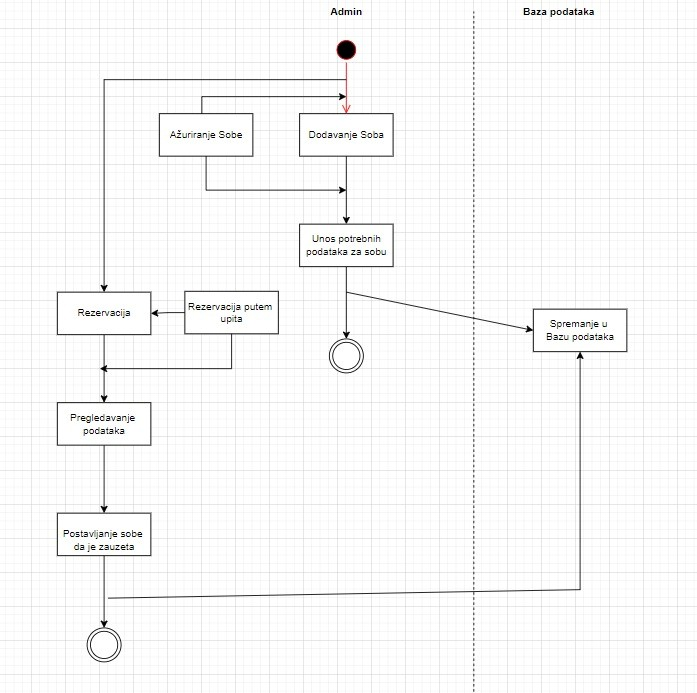 Admin
Baza podataka
Ažuriranje Sobe
Dodavanje Soba
Unos potrebnih
podataka za sobu
Rezervacija
Rezervacija putem
upita
Spremanje u
Bazu podataka
Pregledavanje
podataka
Postavljanje sobe
da je zauzeta